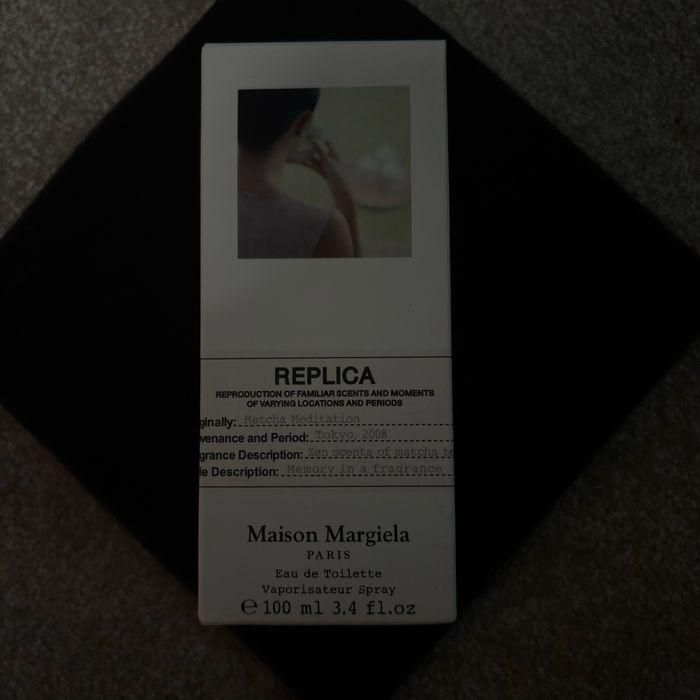 REPLICA
REPRODUCTION OF FAMILIAR SCENTS AND MOMENTS
OF VARYING LOCATIONS AND PERIODS
ginally: Matcha Meditation
venance and Period: Tokyo, 2008
grance Description: Zen scents of matcha te
le Description: Memory in a fragrance
Maison Margiela
PARIS
Eau de Toilette
Vaporisateur Spray
℮ 100 ml 3.4 fl.oz